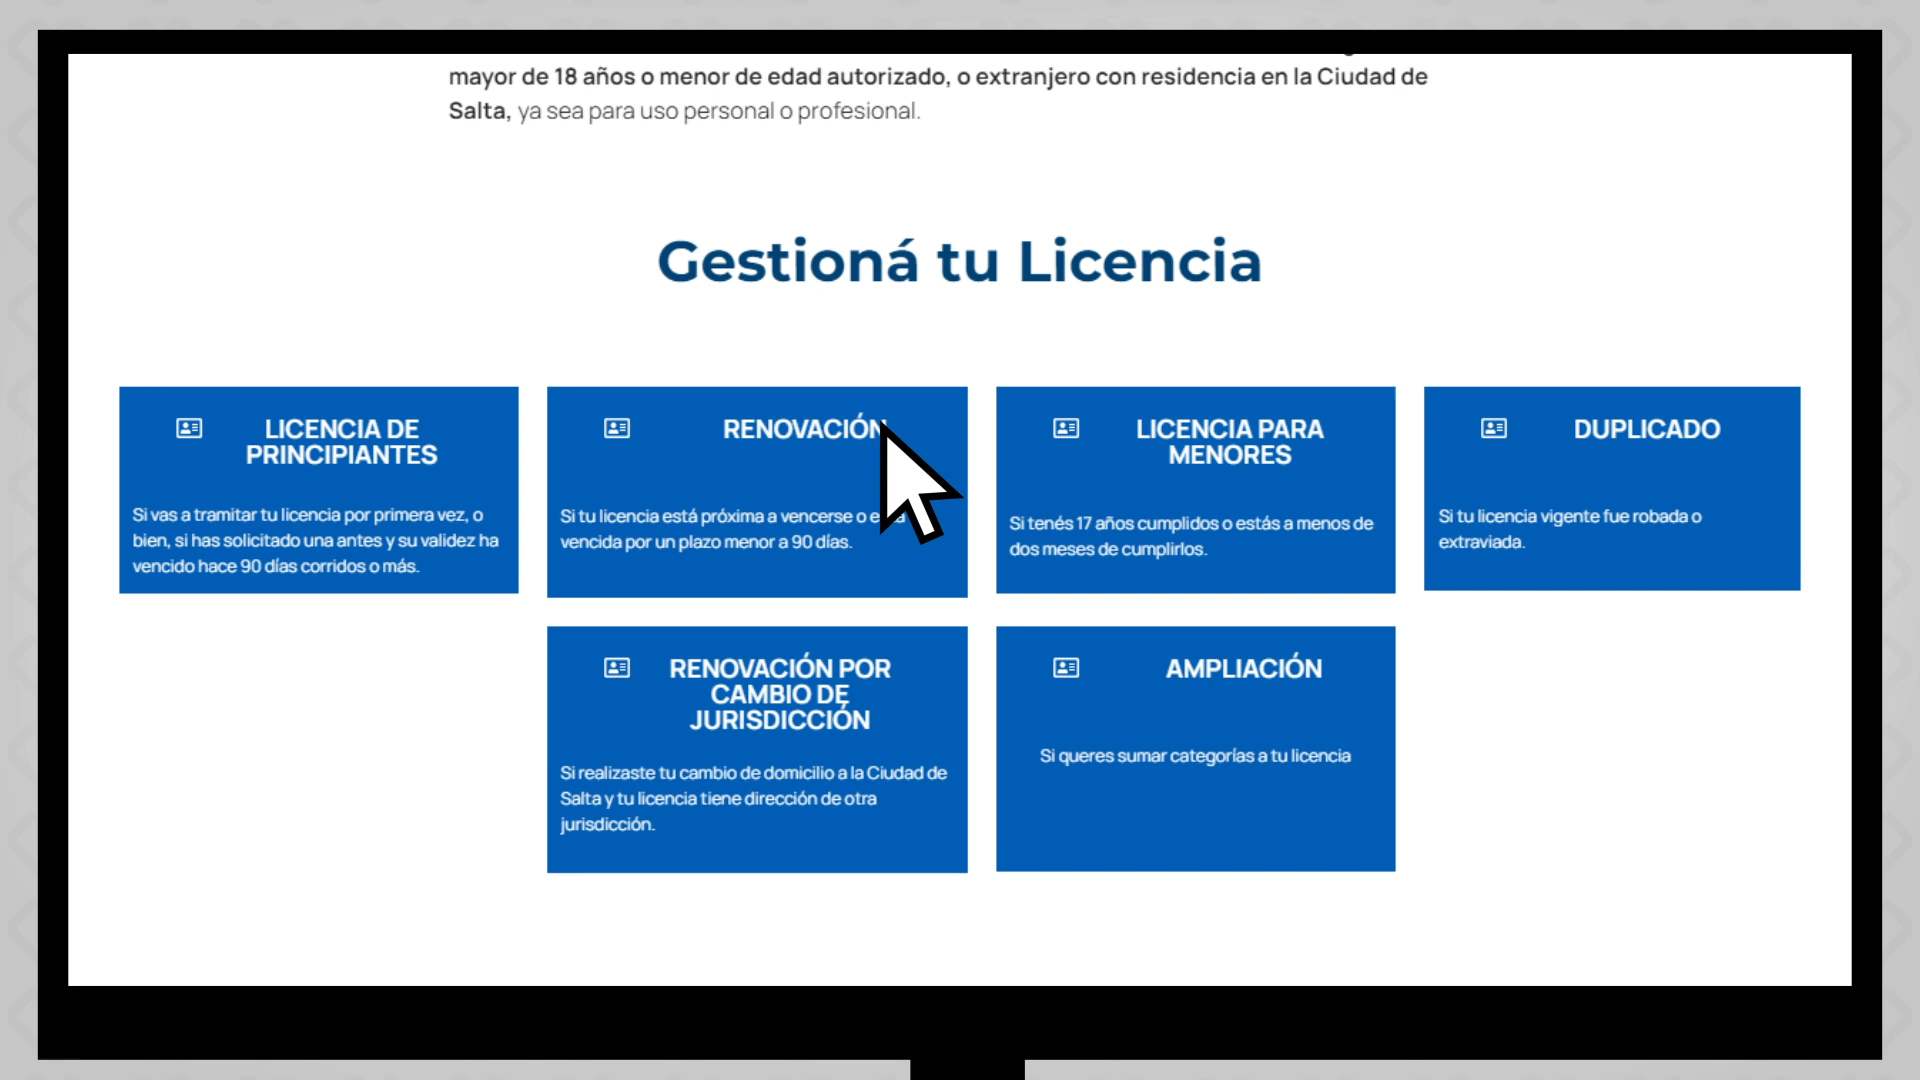 mayor de 18 años o menor de edad autorizado, o extranjero con residencia en la Ciudad de
Salta, ya sea para uso personal o profesional.
Gestioná tu Licencia
LICENCIA DE
PRINCIPIANTES
Si vas a tramitar tu licencia por primera vez, o
bien, si has solicitado una antes y su validez ha
vencido hace 90 días corridos o más.
RENOVACIÓN
Si tu licencia está próxima a vencerse o
vencida por un plazo menor a 90 días.
LICENCIA PARA
MENORES
Si tenés 17 años cumplidos o estás a menos de
dos meses de cumplirlos.
DUPLICADO
Si tu licencia vigente fue robada o
extraviada.
RENOVACIÓN POR
CAMBIO DE
JURISDICCIÓN
Si realizaste tu cambio de domicilio a la Ciudad de
Salta y tu licencia tiene dirección de otra
jurisdicción.
AMPLIACIÓN
Si queres sumar categorías a tu licencia